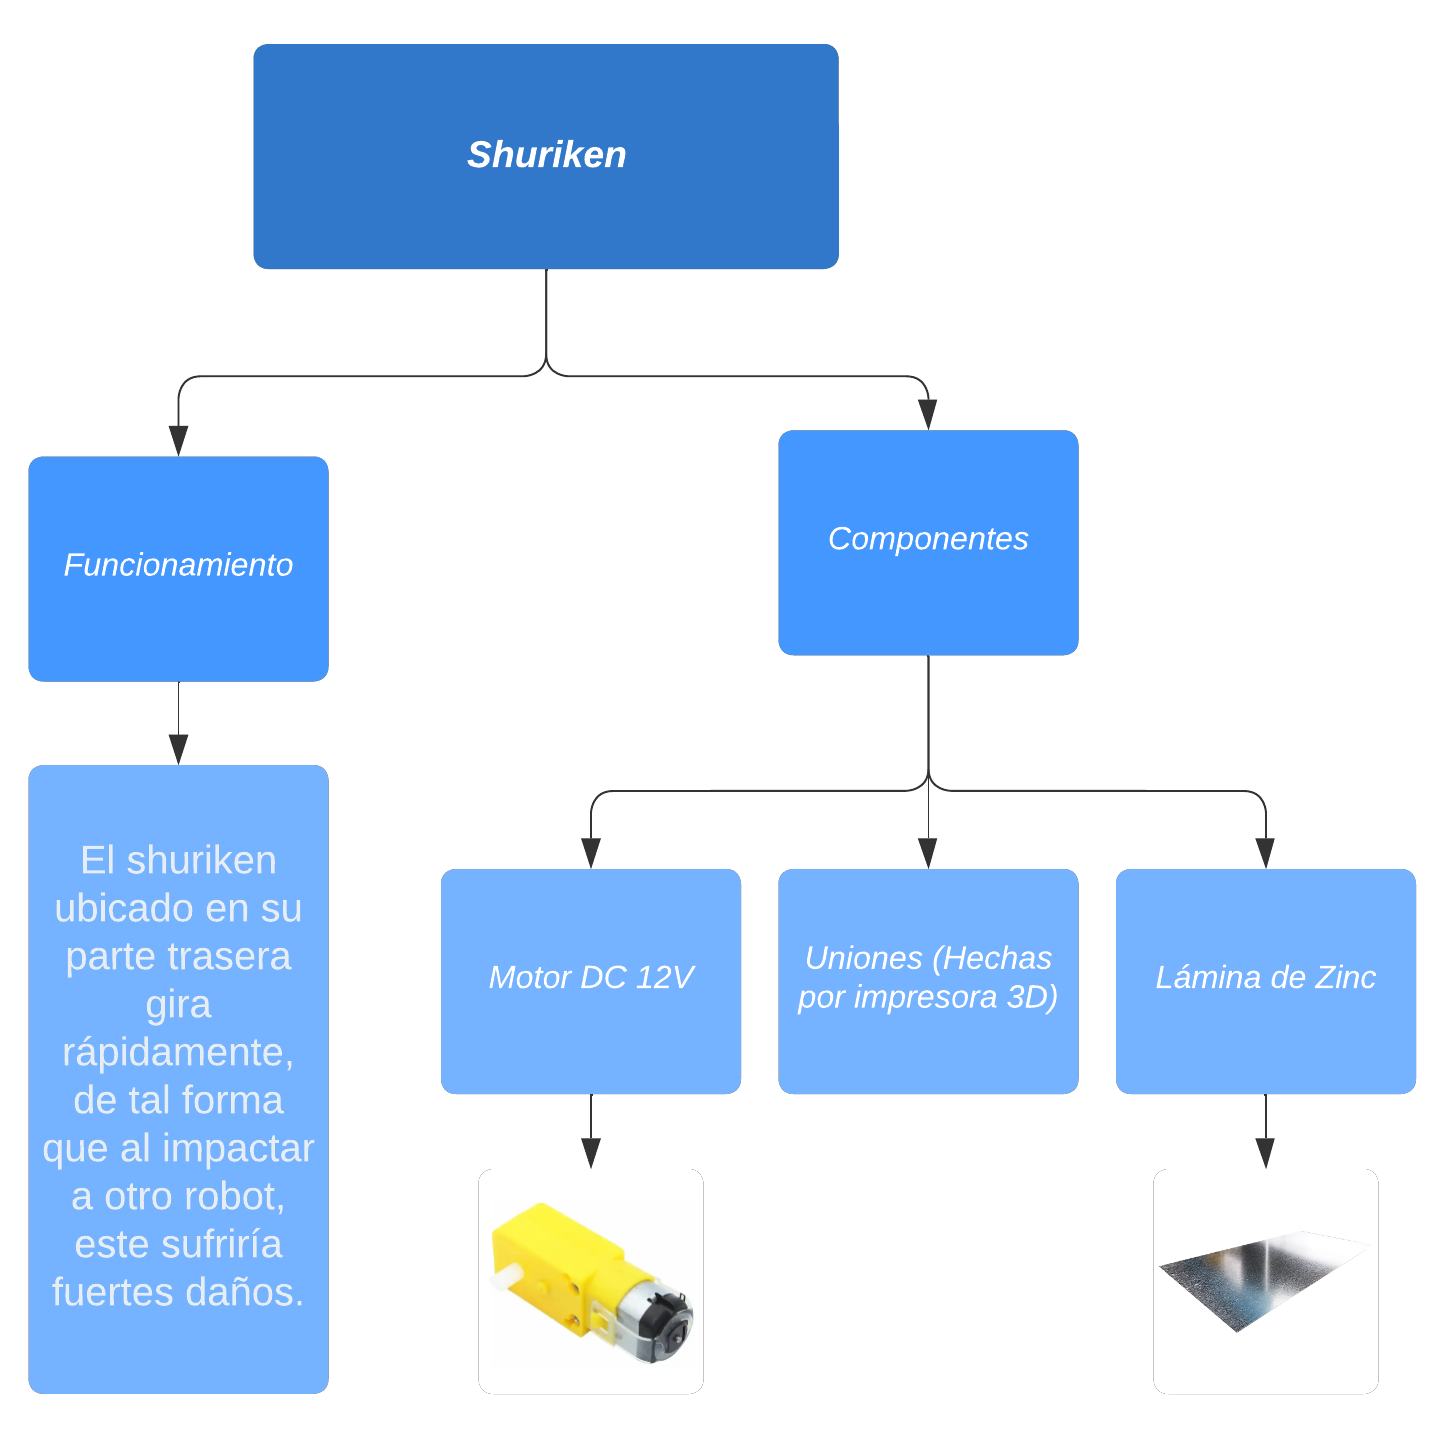 Shuriken
Funcionamiento
Componentes
El shuriken
ubicado en su
parte trasera
gira
rápidamente,
de tal forma
que al impactar
a otro robot,
este sufriría
fuertes daños.
Motor DC 12V
Uniones (Hechas
por impresora 3D)
Lámina de Zinc